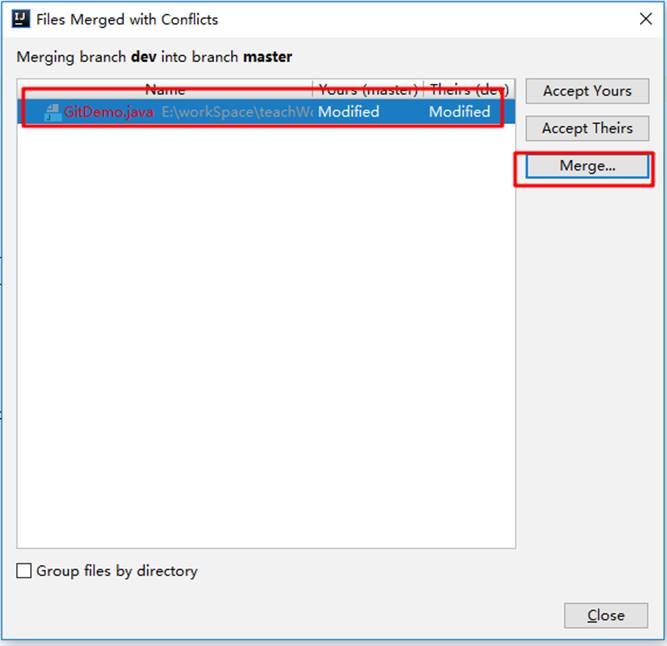 Files Merged with Conflicts
Merging branch dev into branch master
Name Yours (master) Theirs (dev)
GitDemo.java E:\workSpace\teachW Modified Modified
Accept Yours
Accept Theirs
Merge...
Group files by directory
Close